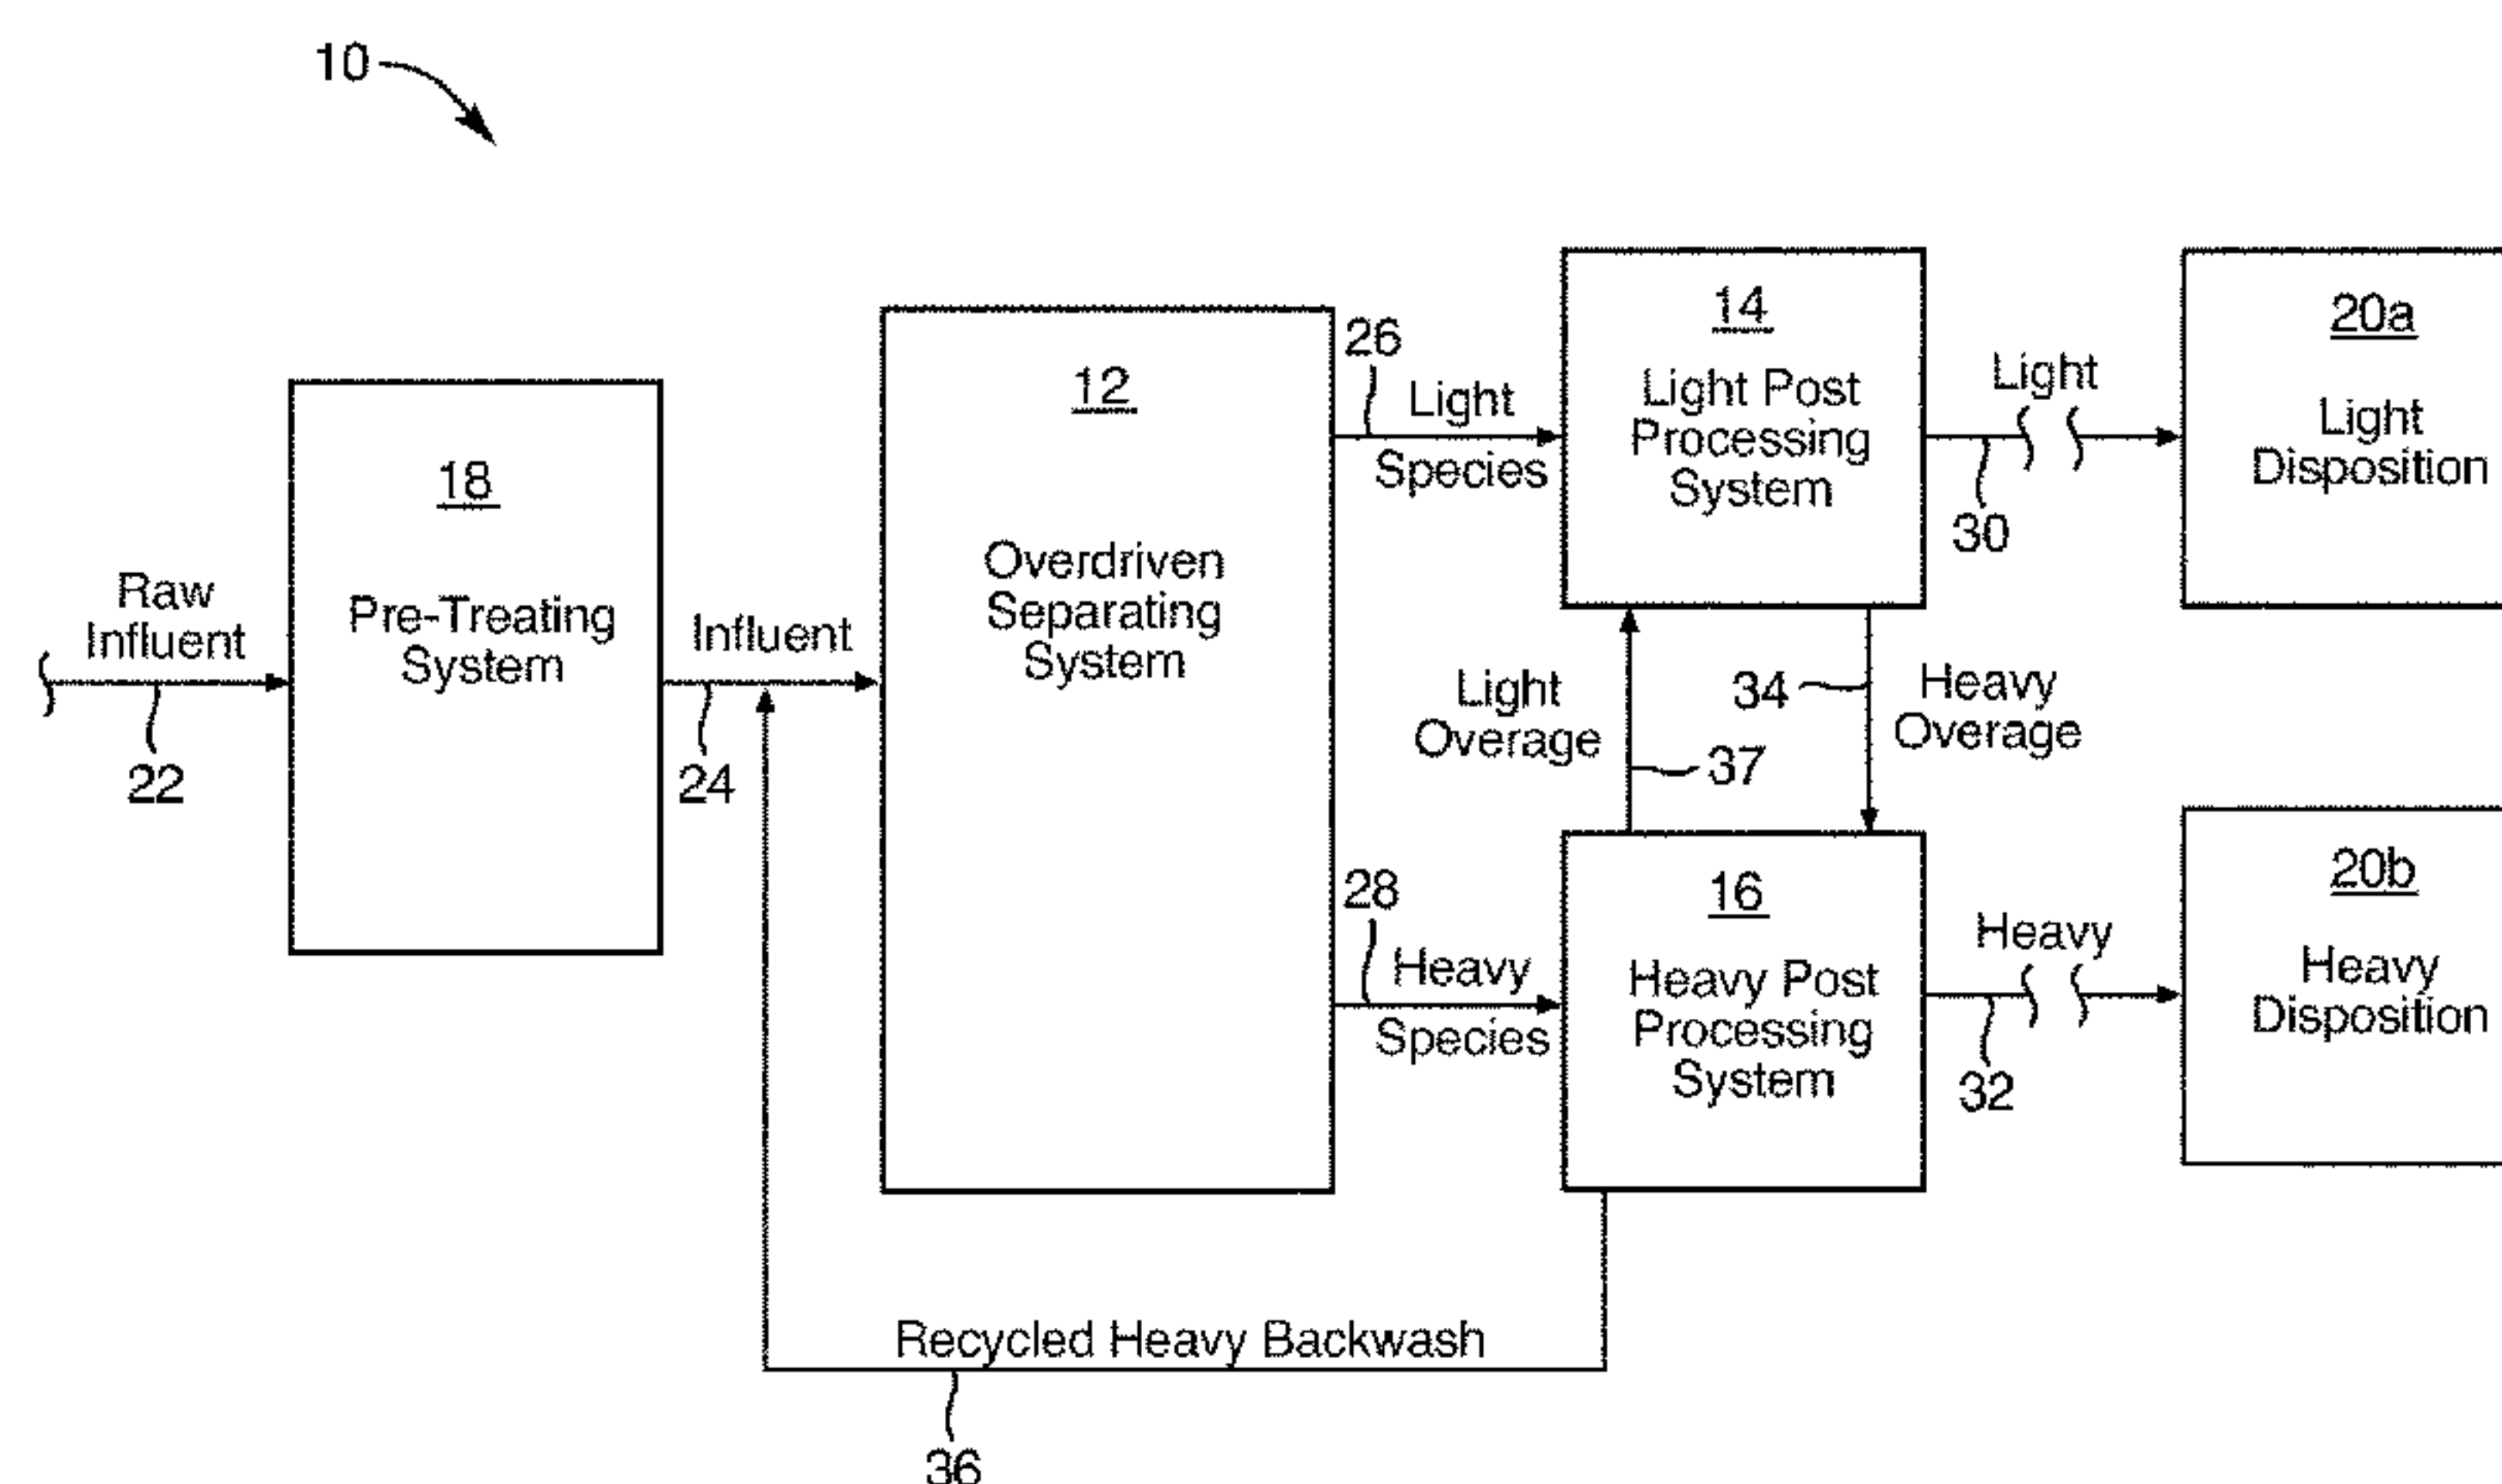 10
18
Pre-Treating
System
Raw
Influent
22
Influent
24
12
Overdriven
Separating
System
26
Light
Species
28
Heavy
Species
14
Light Post
Processing
System
Light
30
20a
Light
Disposition
Light
Overage
37
34
Heavy
Overage
16
Heavy Post
Processing
System
Heavy
32
20b
Heavy
Disposition
Recycled Heavy Backwash
36